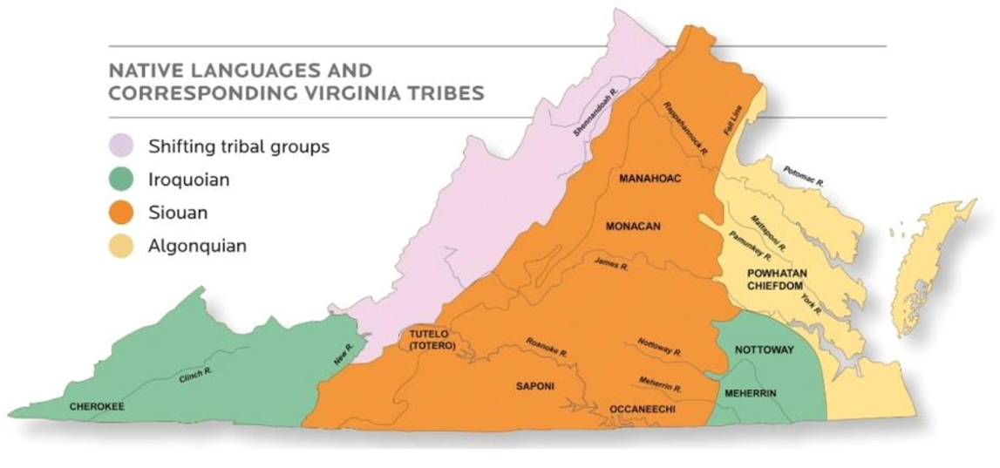 NATIVE LANGUAGES AND
CORRESPONDING VIRGINIA TRIBES
Shifting tribal groups
Iroquoian
Siouan
Algonquian
Shennandoah R.
Rappahannock R.
Fall Line
Potomac R.
MANAHOAC
MONACAN
Mattaponi R.
Pamunkey R.
James R.
POWHATAN
CHIEFDOM
York R.
TUTELO
(TOTERO)
New R.
Roanoke R.
Nottoway R.
NOTTOWAY
Clinch R.
SAPONI
Meherrin R.
MEHERRIN
CHEROKEE
OCCANEECHI